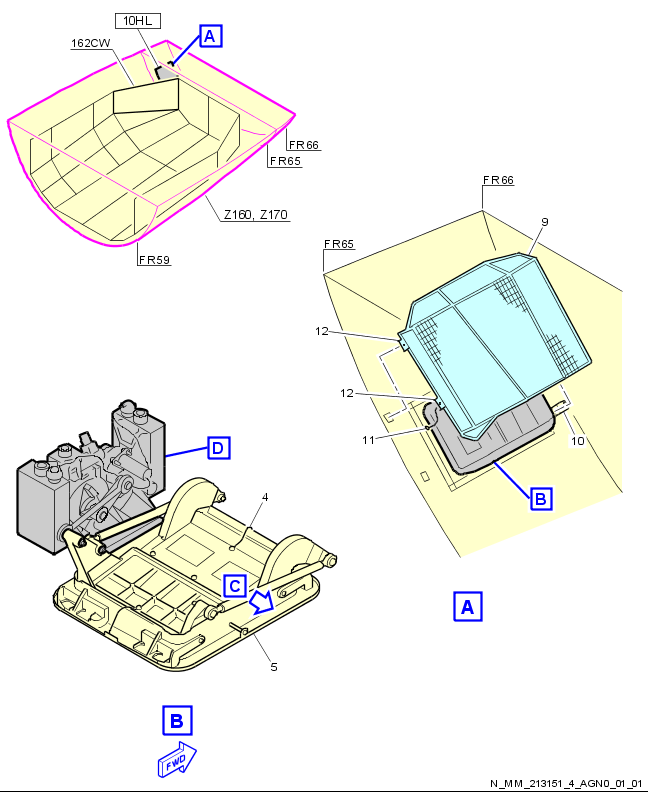 10HL
A
162CW
FR66
FR65
Z160, Z170
FR59
FR66
9
FR65
12
12
11
10
B
D
4
C
A
5
B
FWD
N_MM_213151_4_AGN0_01_01